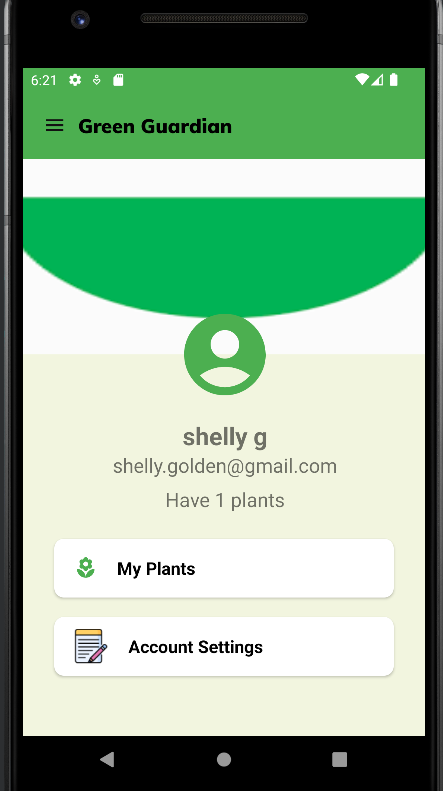 6:21
Green Guardian
shelly g
shelly.golden@gmail.com
Have 1 plants
My Plants
Account Settings